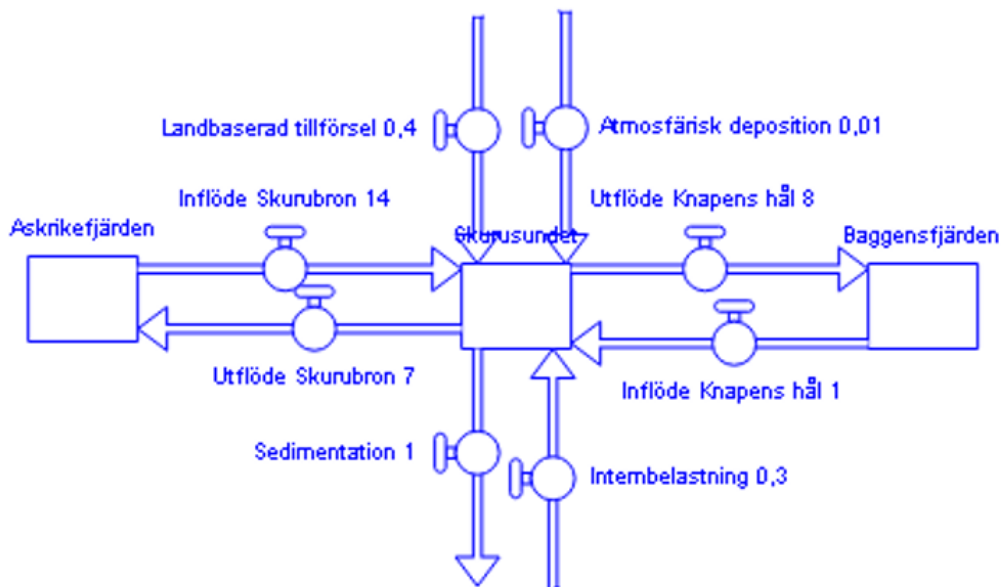 Landbaserad tillförsel 0,4
Atmosfärisk deposition 0,01
Inflöde Skurubron 14
Utflöde Knapens hål 8
Askrikefjärden
Skurusundet
Baggensfjärden
Utflöde Skurubron 7
Inflöde Knapens hål 1
Sedimentation 1
Internbelastning 0,3